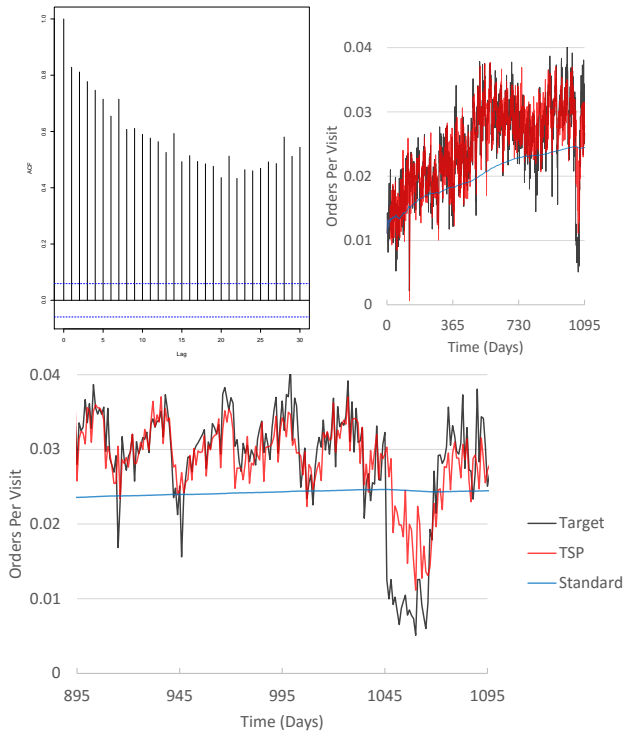 ACF
0.0 0.2 0.4 0.6 0.8 1.0
0 5 10 15 20 25 30
Lag
Orders Per Visit
0.04
0.03
0.02
0.01
0
0 365 730 1095
Time (Days)
Orders Per Visit
0.04
0.03
0.02
0.01
0
895 945 995 1045 1095
Time (Days)
Target
TSP
Standard